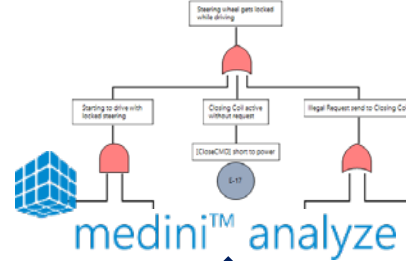 Steering wheel gets locked
while driving
Starting to drive with
locked steering
Closing Coil active
without request
Illegal Request send to Closing Coil
[CloseCMD] short to power
E-17
medini™ analyze